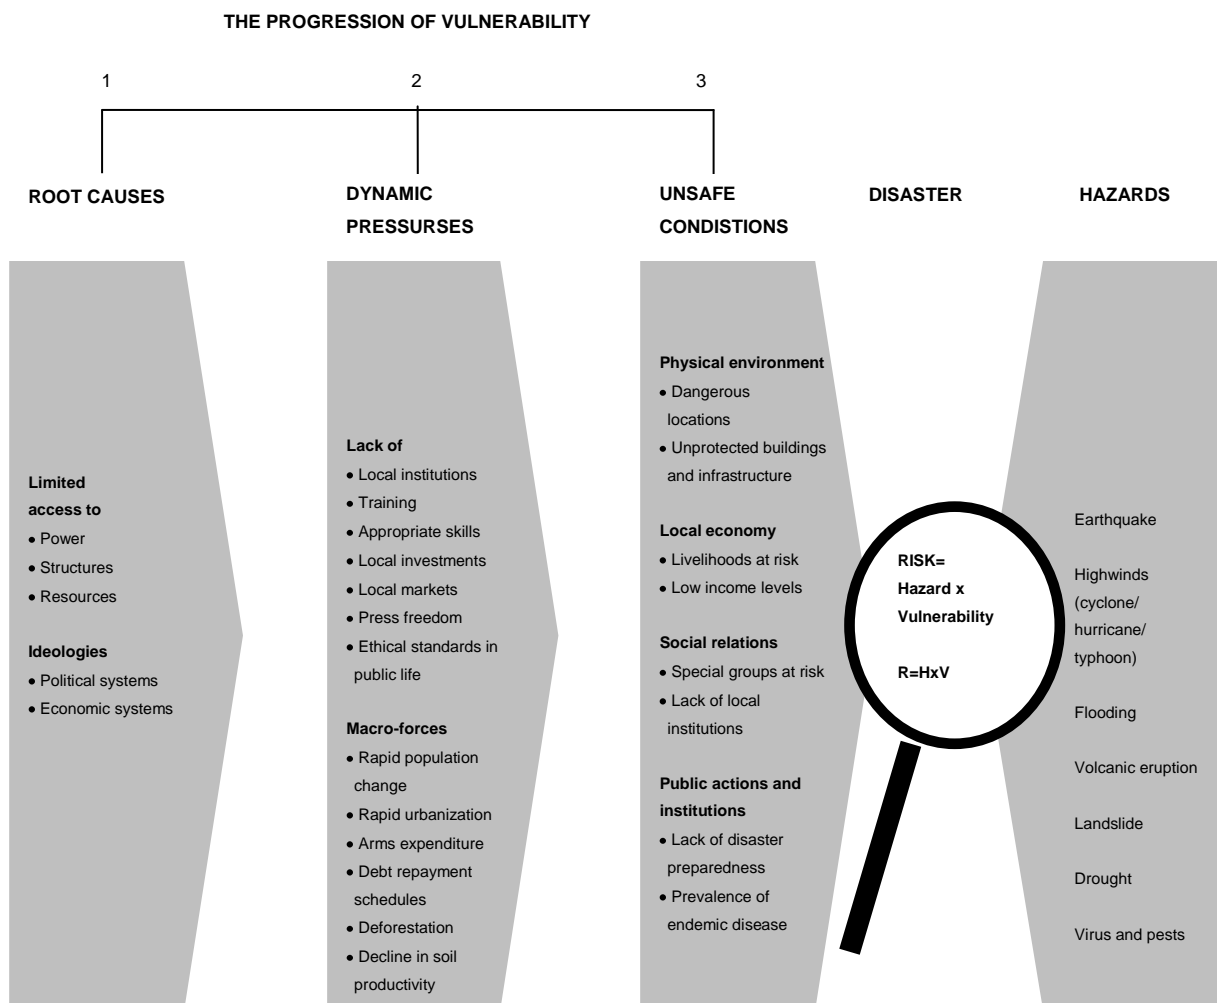 THE PROGRESSION OF VULNERABILITY
1
2
3
ROOT CAUSES
DYNAMIC
PRESSURSES
UNSAFE
CONDISTIONS
DISASTER
HAZARDS
Limited
access to
• Power
• Structures
• Resources
Ideologies
• Political systems
• Economic systems
Lack of
• Local institutions
• Training
• Appropriate skills
• Local investments
• Local markets
• Press freedom
• Ethical standards in
public life
Macro-forces
• Rapid population
change
• Rapid urbanization
• Arms expenditure
• Debt repayment
schedules
• Deforestation
• Decline in soil
productivity
Physical environment
• Dangerous
locations
• Unprotected buildings
and infrastructure
Local economy
• Livelihoods at risk
• Low income levels
Social relations
• Special groups at risk
• Lack of local
institutions
Public actions and
institutions
• Lack of disaster
preparedness
• Prevalence of
endemic disease
RISK=
Hazard x
Vulnerability
R=HxV
Earthquake
Highwinds
(cyclone/
hurricane/
typhoon)
Flooding
Volcanic eruption
Landslide
Drought
Virus and pests